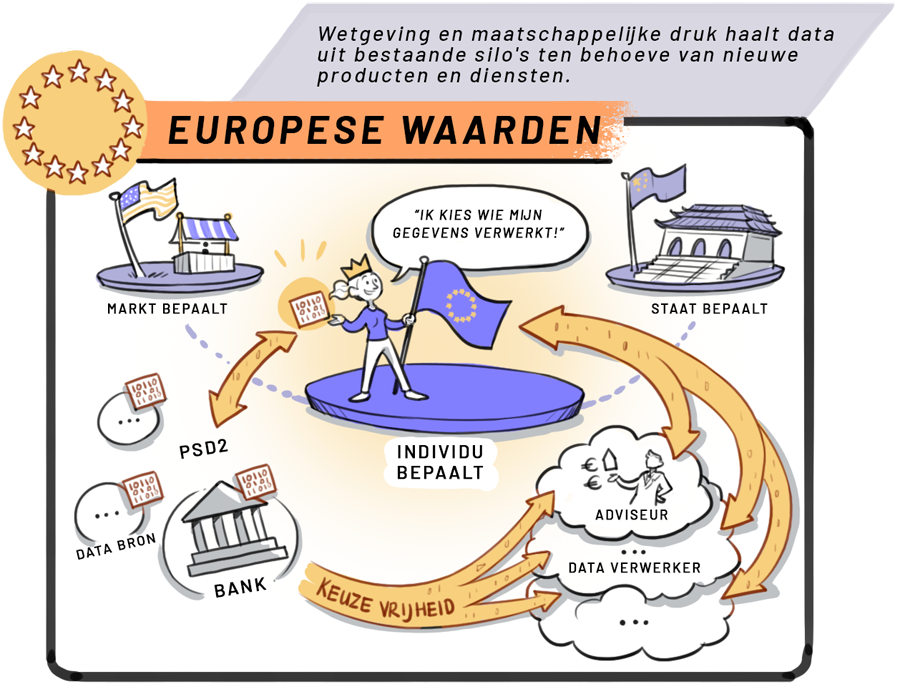 Wetgeving en maatschappelijke druk haalt data
uit bestaande silo's ten behoeve van nieuwe
producten en diensten.
EUROPESE WAARDEN
"IK KIES WIE MIJN
GEGEVENS VERWERKT!"
MARKT BEPAALT
STAAT BEPAALT
INDIVIDU
BEPAALT
PSD2
DATA BRON
BANK
KEUZE VRIJHEID
ADVISEUR
DATA VERWERKER